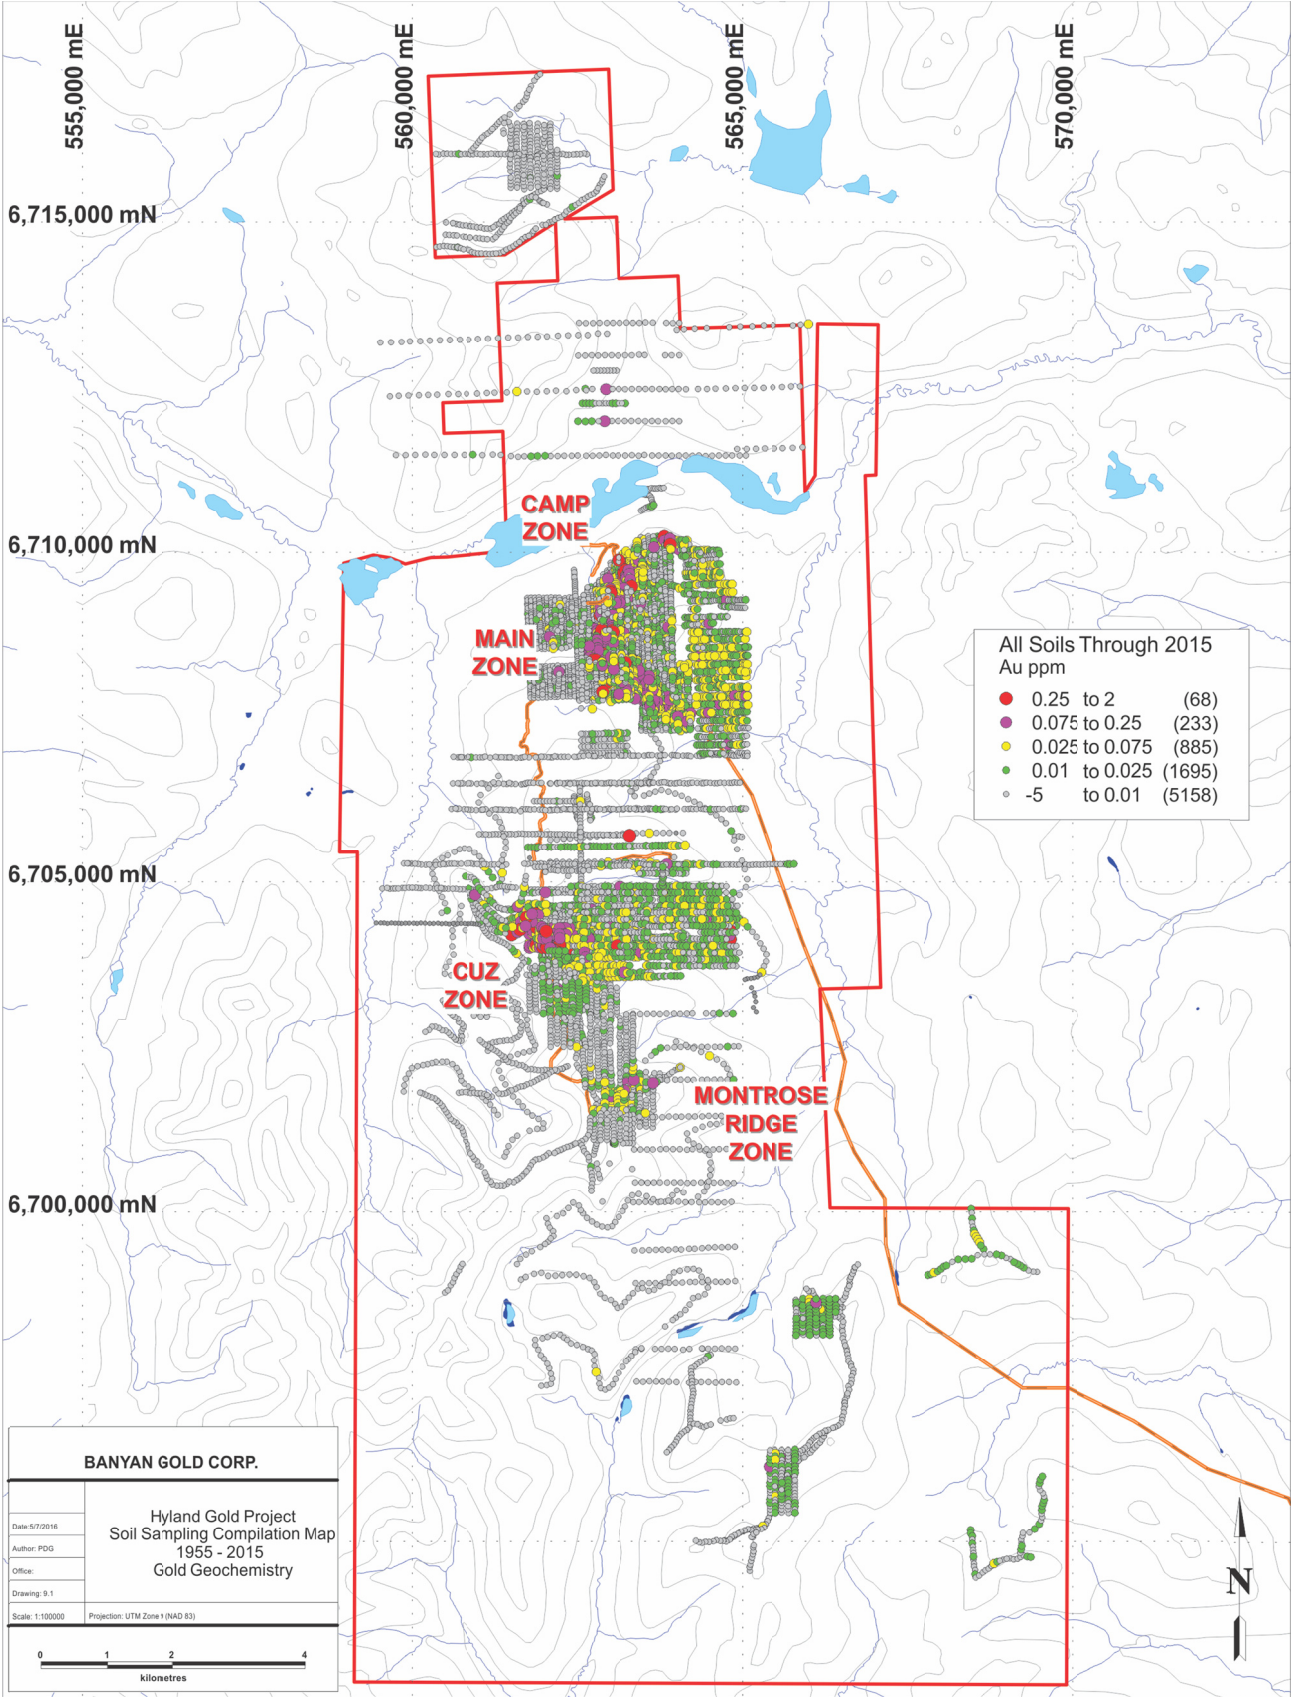 555,000 mE
560,000 mE
565,000 mE
570,000 mE
6,715,000 mN
6,710,000 mN
6,705,000 mN
6,700,000 mN
CAMP
ZONE
MAIN
ZONE
CUZ
ZONE
MONTROSE
RIDGE
ZONE
All Soils Through 2015
Au ppm
0.25 to 2 (68)
0.075 to 0.25 (233)
0.025 to 0.075 (885)
0.01 to 0.025 (1695)
-5 to 0.01 (5158)
BANYAN GOLD CORP.
Hyland Gold Project
Soil Sampling Compilation Map
1955 - 2015
Gold Geochemistry
Date:5/7/2016
Author: PDG
Office:
Drawing: 9.1
Scale: 1:100000
Projection: UTM Zone (NAD 83)
0 1 2 4
kilometres
N